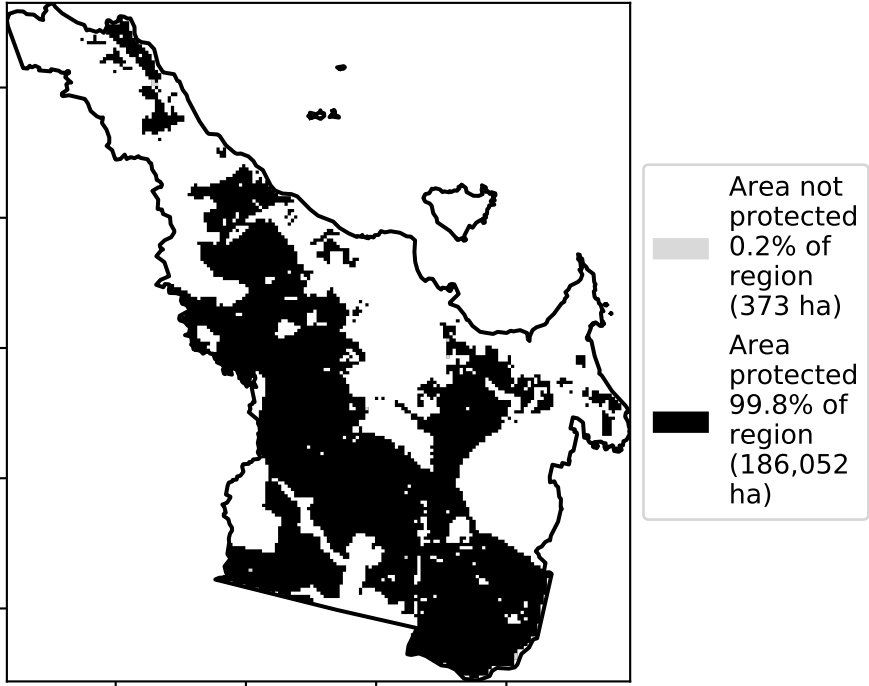 Area not
protected
0.2% of
region
(373 ha)
Area
protected
99.8% of
region
(186,052
ha)